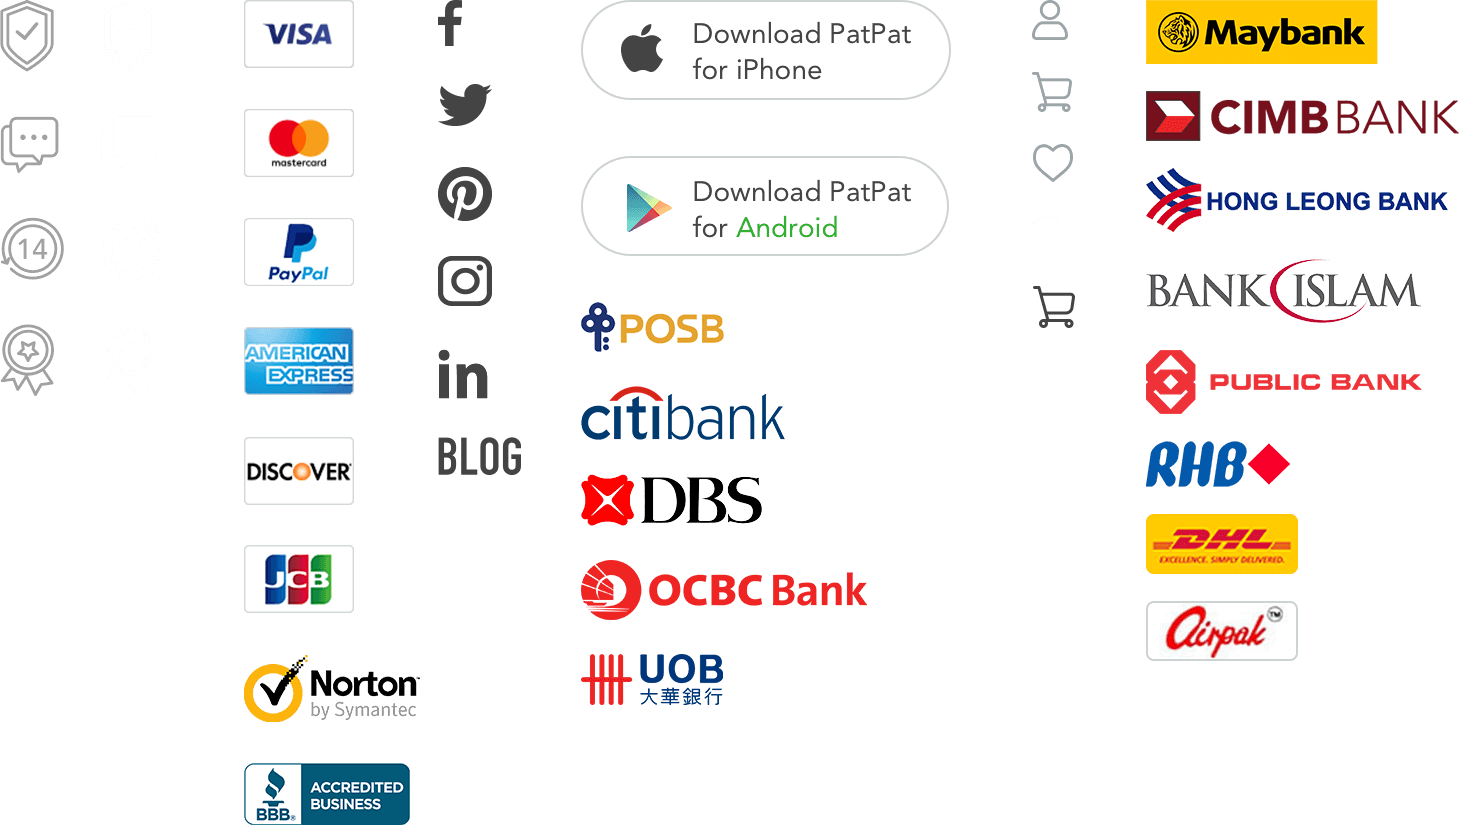 14
VISA
mastercard
PayPal
AMERICAN
EXPRESS
DISCOVER
JCB
Norton
by Symantec
BBB®
ACCREDITED
BUSINESS
f
in
BLOG
Download PatPat
for iPhone
Download PatPat
for Android
POSB
citibank
DBS
OCBC Bank
UOB
大華銀行
Maybank
CIMB BANK
HONG LEONG BANK
BANK ISLAM
PUBLIC BANK
RHB
DHL
EXCELLENCE. SIMPLY DELIVERED.
Airpak TM